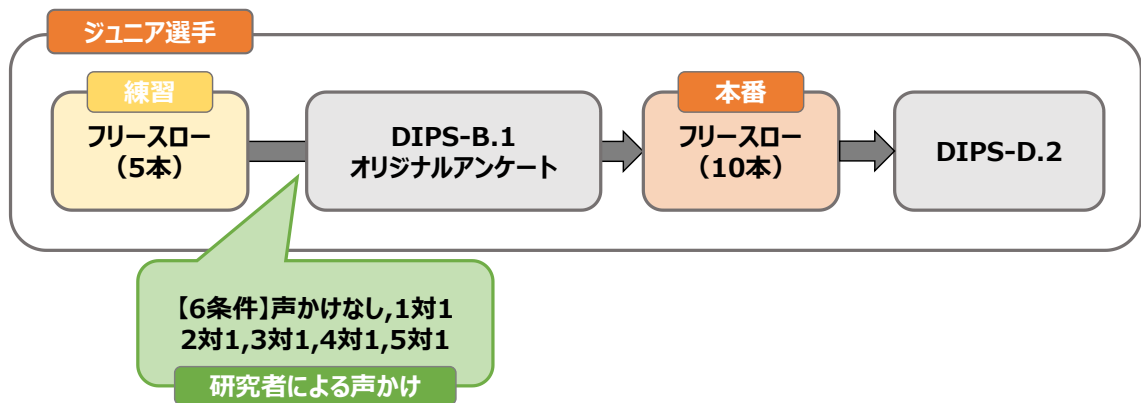 ジュニア選手
練習
フリースロー
（5本）
DIPS-B.1
オリジナルアンケート
本番
フリースロー
（10本）
DIPS-D.2
【6条件】声かけなし,1対1
2対1,3対1,4対1,5対1
研究者による声かけ